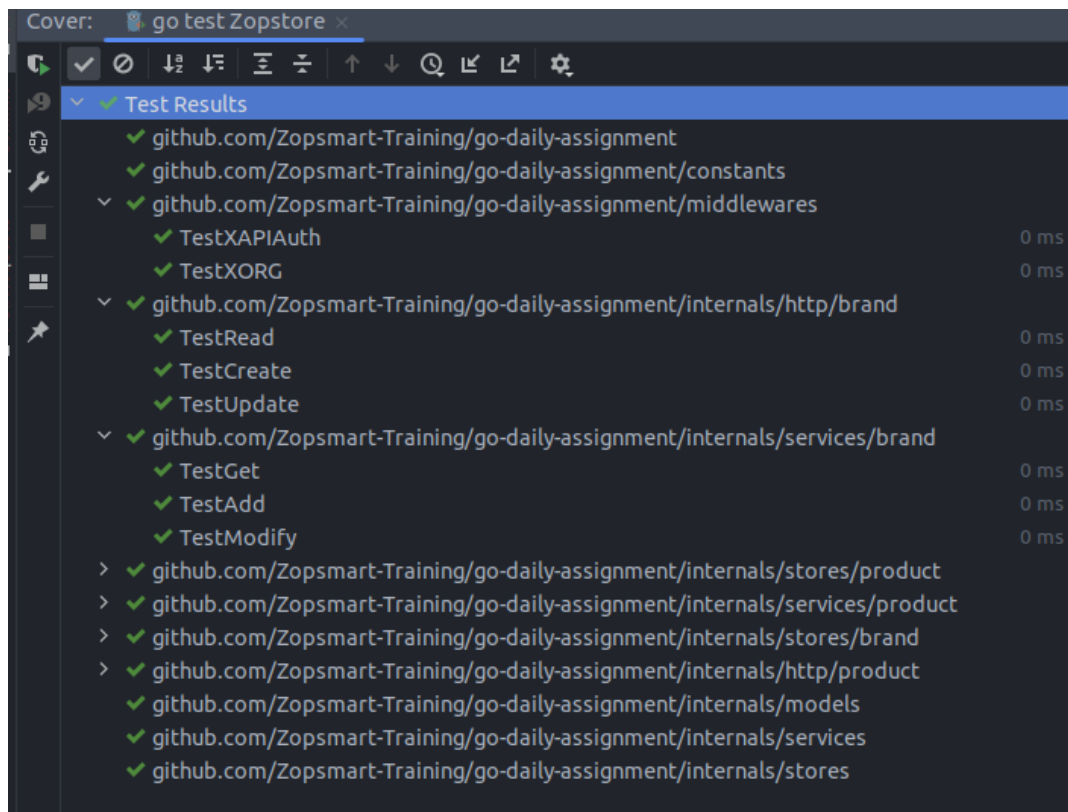 Cover: go test Zopstore
Test Results
github.com/Zopsmart-Training/go-daily-assignment
github.com/Zopsmart-Training/go-daily-assignment/constants
github.com/Zopsmart-Training/go-daily-assignment/middlewares
TestXAPIAuth 0 ms
TestXORG 0 ms
github.com/Zopsmart-Training/go-daily-assignment/internals/http/brand
TestRead 0 ms
TestCreate 0 ms
TestUpdate 0 ms
github.com/Zopsmart-Training/go-daily-assignment/internals/services/brand
TestGet 0 ms
TestAdd 0 ms
TestModify 0 ms
github.com/Zopsmart-Training/go-daily-assignment/internals/stores/product
github.com/Zopsmart-Training/go-daily-assignment/internals/services/product
github.com/Zopsmart-Training/go-daily-assignment/internals/stores/brand
github.com/Zopsmart-Training/go-daily-assignment/internals/http/product
github.com/Zopsmart-Training/go-daily-assignment/internals/models
github.com/Zopsmart-Training/go-daily-assignment/internals/services
github.com/Zopsmart-Training/go-daily-assignment/internals/stores